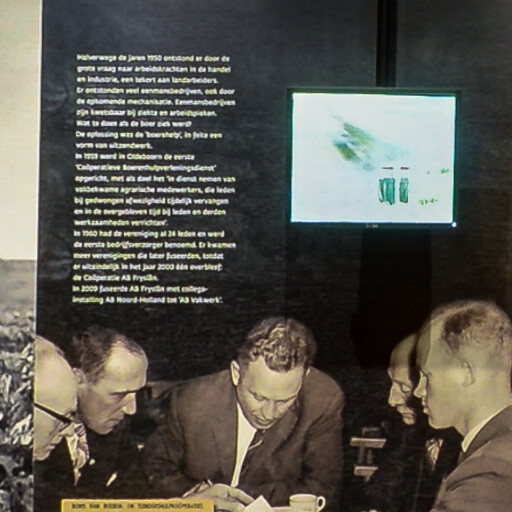 Halverwege de jaren 1950 ontstond er door de
grote vraag naar arbeidskrachten in de handel
en industrie, een tekort aan landarbeiders.
Er ontstonden veel eenmansbedrijven, ook door
de opkomende mechanisatie. Eenmansbedrijven
zijn kwetsbaar bij ziekte en arbeidspieken.
Wat te doen als de boer ziek werd?
De oplossing was de 'boerehelp', in feite een
vorm van uitzendwerk.
In 1959 werd in Oldeboorn de eerste
'Coöperatieve Boerenhulpverleningsdienst'
opgericht, met als doel het 'in dienst nemen van
vakbekwame agrarische medewerkers, die leden
bij gedwongen afwezigheid tijdelijk vervangen
en in de overgebleven tijd bij leden en derden
werkzaamheden verrichten'.
In 1960 had de vereniging al 24 leden en werd
de eerste bedrijfsverzorger benoemd. Er kwamen
meer verenigingen die later fuseerden, totdat
er uiteindelijk in het jaar 2000 één overbleef:
de Coöperatie AB Fryslân.
In 2009 fuseerde AB Fryslân met collega-
instelling AB Noord-Holland tot 'AB Vakwerk'.